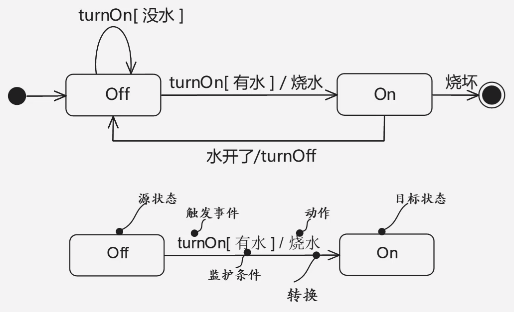 turnOn[ 没水 ]
Off
turnOn[ 有水 ] / 烧水
On
烧坏
水开了/turnOff
源状态
触发事件
动作
目标状态
Off
turnOn[ 有水 ] / 烧水
On
监护条件
转换